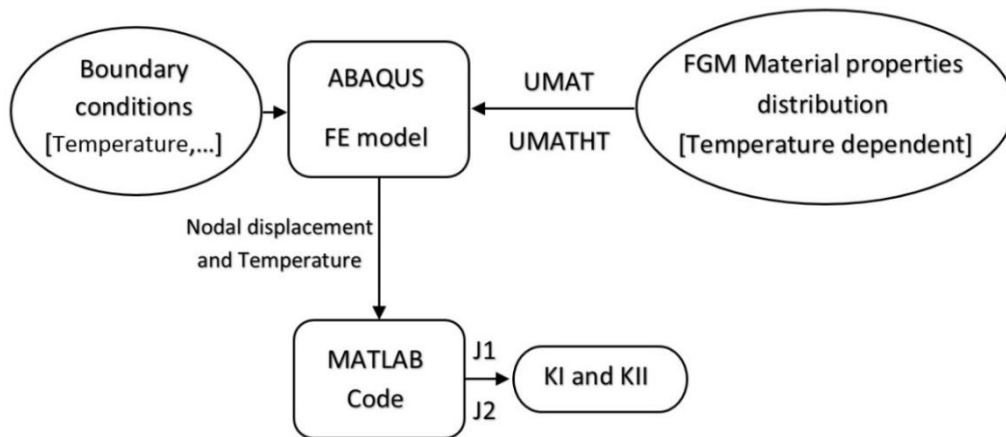 Boundary
conditions
[Temperature,...]
ABAQUS
FE model
UMAT
UMATHT
FGM Material properties
distribution
[Temperature dependent]
Nodal displacement
and Temperature
MATLAB
Code
J1
J2
KI and KII